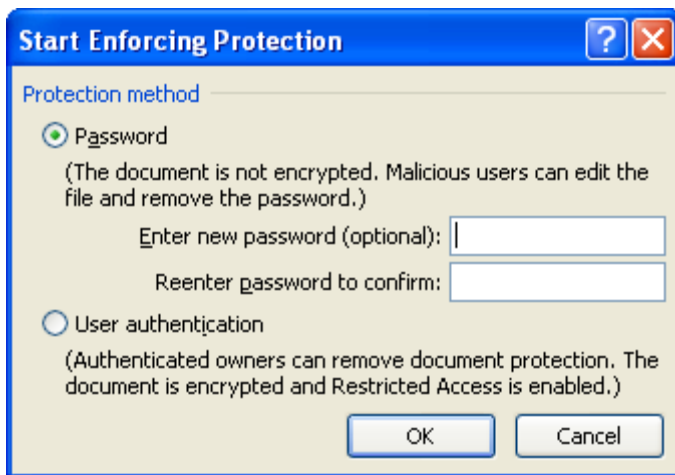 Start Enforcing Protection
Protection method
Password
(The document is not encrypted. Malicious users can edit the
file and remove the password.)
Enter new password (optional):
Reenter password to confirm:
User authentication
(Authenticated owners can remove document protection. The
document is encrypted and Restricted Access is enabled.)
OK Cancel